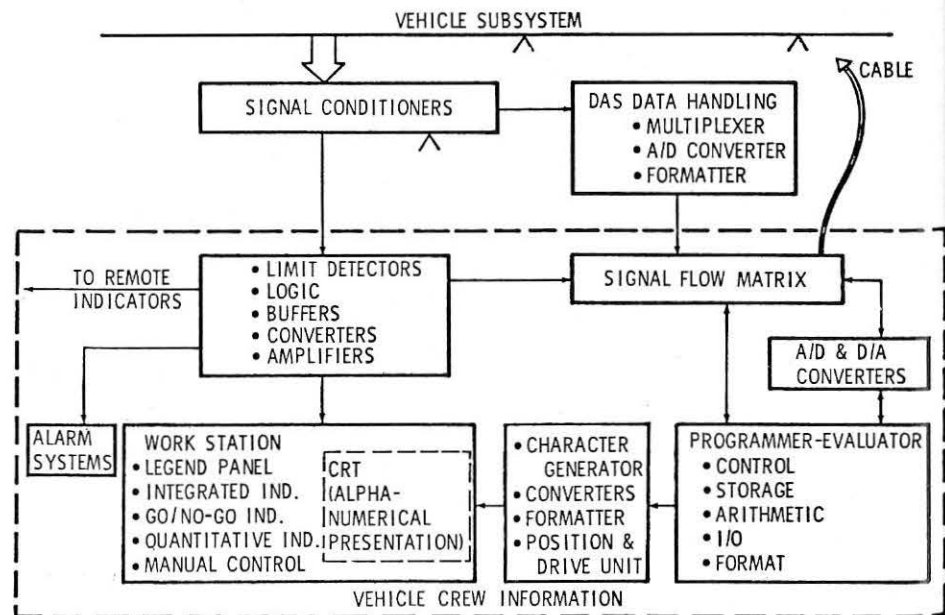 VEHICLE SUBSYSTEM
CABLE
SIGNAL CONDITIONERS
DAS DATA HANDLING
• MULTIPLEXER
• A/D CONVERTER
• FORMATTER
TO REMOTE
INDICATORS
• LIMIT DETECTORS
• LOGIC
• BUFFERS
• CONVERTERS
• AMPLIFIERS
SIGNAL FLOW MATRIX
A/D & D/A
CONVERTERS
ALARM
SYSTEMS
WORK STATION
• LEGEND PANEL
• INTEGRATED IND.
• GO/NO-GO IND.
• QUANTITATIVE IND.
• MANUAL CONTROL
CRT
(ALPHA-
NUMERICAL
PRESENTATION)
• CHARACTER
GENERATOR
• CONVERTERS
• FORMATTER
• POSITION &
DRIVE UNIT
PROGRAMMER-EVALUATOR
• CONTROL
• STORAGE
• ARITHMETIC
• I/O
• FORMAT
VEHICLE CREW INFORMATION